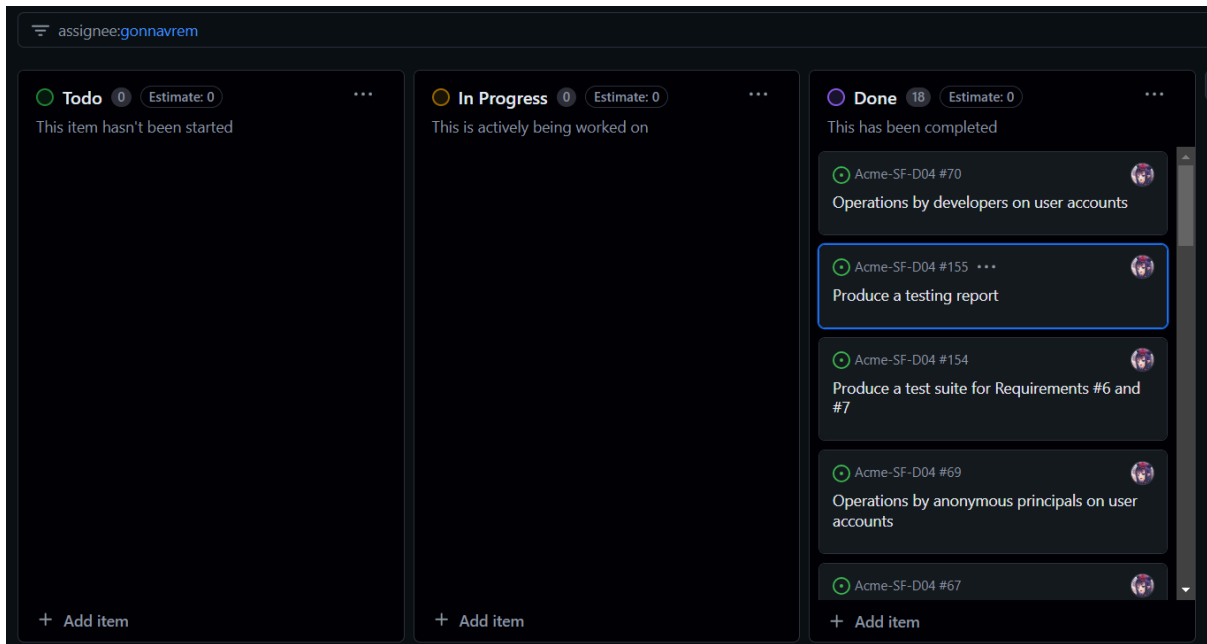 assignee:gonnavrem
Todo 0 Estimate: 0
This item hasn't been started
+ Add item
In Progress 0 Estimate: 0
This is actively being worked on
+ Add item
Done 18 Estimate: 0
This has been completed
Acme-SF-D04 #70
Operations by developers on user accounts
Acme-SF-D04 #155
Produce a testing report
Acme-SF-D04 #154
Produce a test suite for Requirements #6 and
#7
Acme-SF-D04 #69
Operations by anonymous principals on user
accounts
Acme-SF-D04 #67
+ Add item